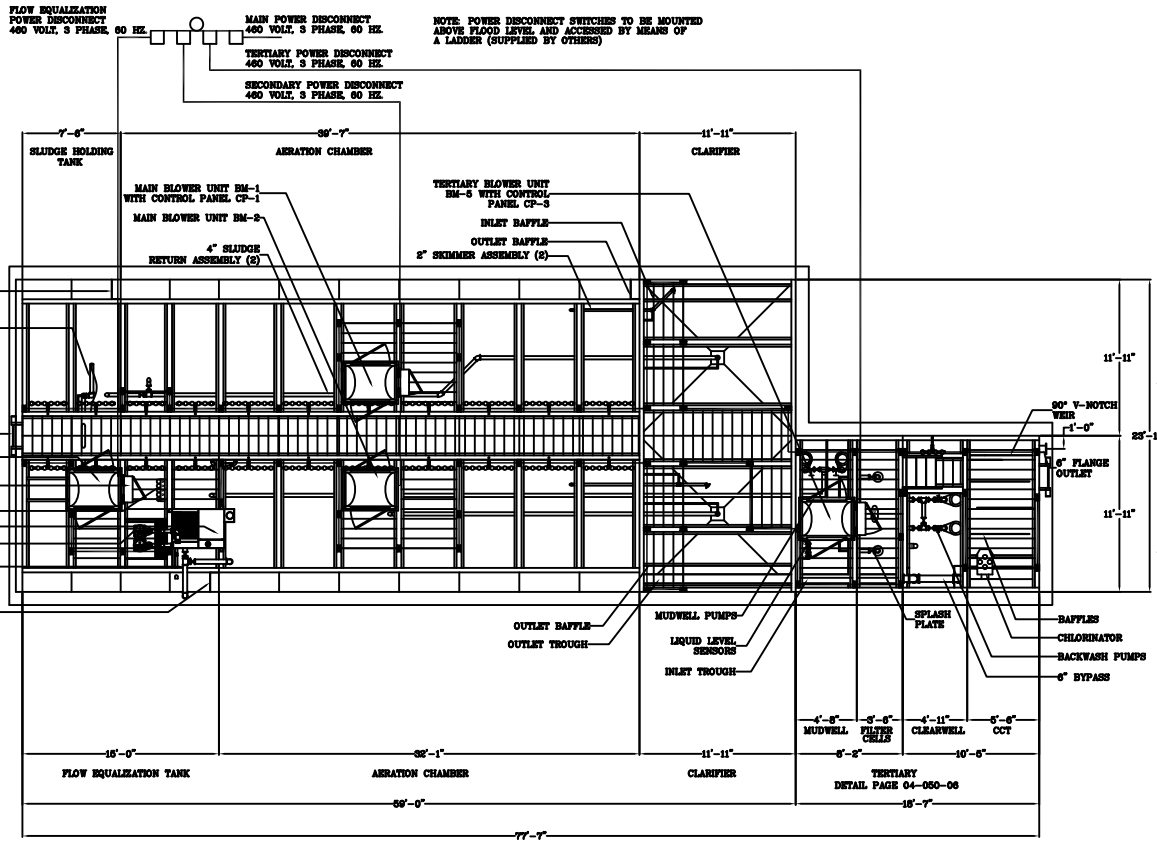 FLOW EQUALIZATION
POWER DISCONNECT
460 VOLT, 3 PHASE, 60 HZ.
MAIN POWER DISCONNECT
460 VOLT, 3 PHASE, 60 HZ.
TERTIARY POWER DISCONNECT
460 VOLT, 3 PHASE, 60 HZ.
SECONDARY POWER DISCONNECT
460 VOLT, 3 PHASE, 60 HZ.
NOTE: POWER DISCONNECT SWITCHES TO BE MOUNTED
ABOVE FLOOD LEVEL AND ACCESSED BY MEANS OF
A LADDER (SUPPLIED BY OTHERS)
7'-6"
39'-7"
11'-11"
SLUDGE HOLDING
TANK
AERATION CHAMBER
CLARIFIER
MAIN BLOWER UNIT BM-1
WITH CONTROL PANEL CP-1
MAIN BLOWER UNIT BM-2
4" SLUDGE
RETURN ASSEMBLY (2)
TERTIARY BLOWER UNIT
BM-5 WITH CONTROL
PANEL CP-3
INLET BAFFLE
OUTLET BAFFLE
2" SKIMMER ASSEMBLY (2)
11'-11"
90° V-NOTCH
WEIR
1'-0"
23'-1
6" FLANGE
OUTLET
11'-11"
OUTLET BAFFLE
OUTLET TROUGH
MUDWELL PUMPS
LIQUID LEVEL
SENSORS
INLET TROUGH
SPLASH
PLATE
BAFFLES
CHLORINATOR
BACKWASH PUMPS
6" BYPASS
4'-8"
3'-6"
4'-11"
5'-6"
MUDWELL
FILTER
CELLS
CLEARWELL
CCT
15'-0"
32'-1"
11'-11"
8'-2"
10'-5"
FLOW EQUALIZATION TANK
AERATION CHAMBER
CLARIFIER
TERTIARY
DETAIL PAGE 04-050-06
59'-0"
18'-7"
77'-7"